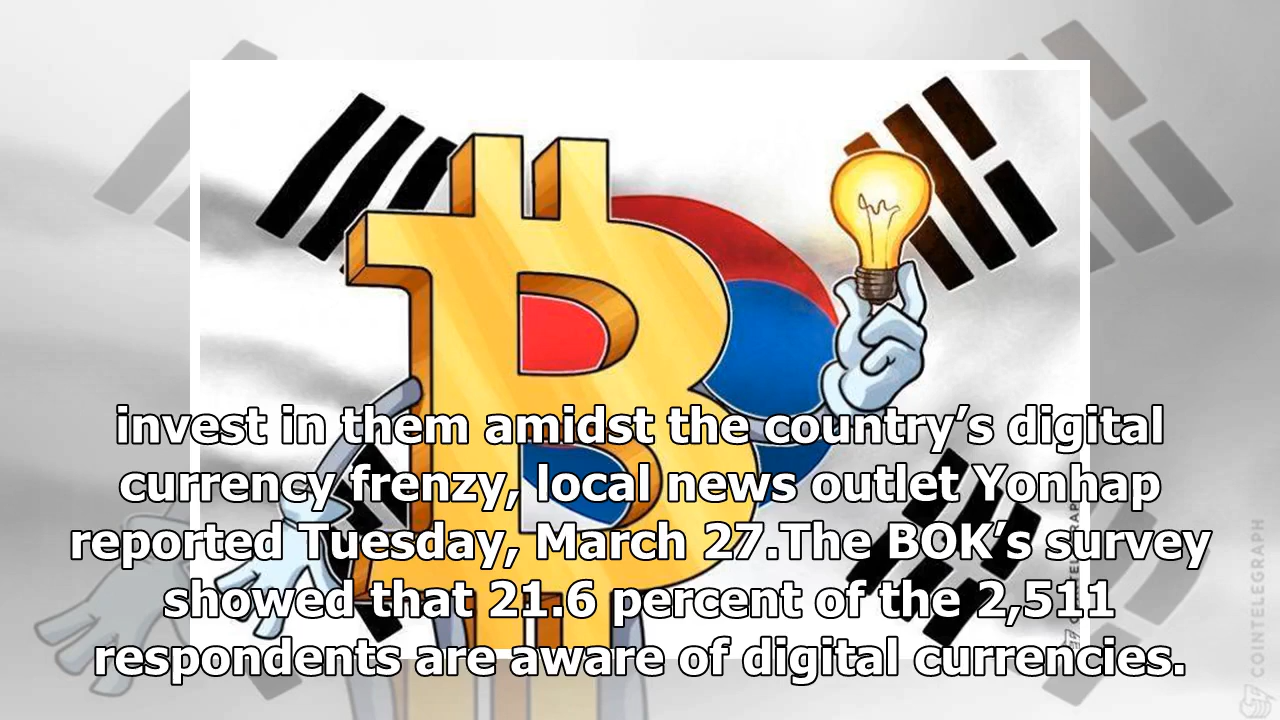 invest in them amidst the country’s digital
currency frenzy, local news outlet Yonhap
reported Tuesday, March 27.The BOK’s survey
showed that 21.6 percent of the 2,511
respondents are aware of digital currencies.
COINTELEGRAPH